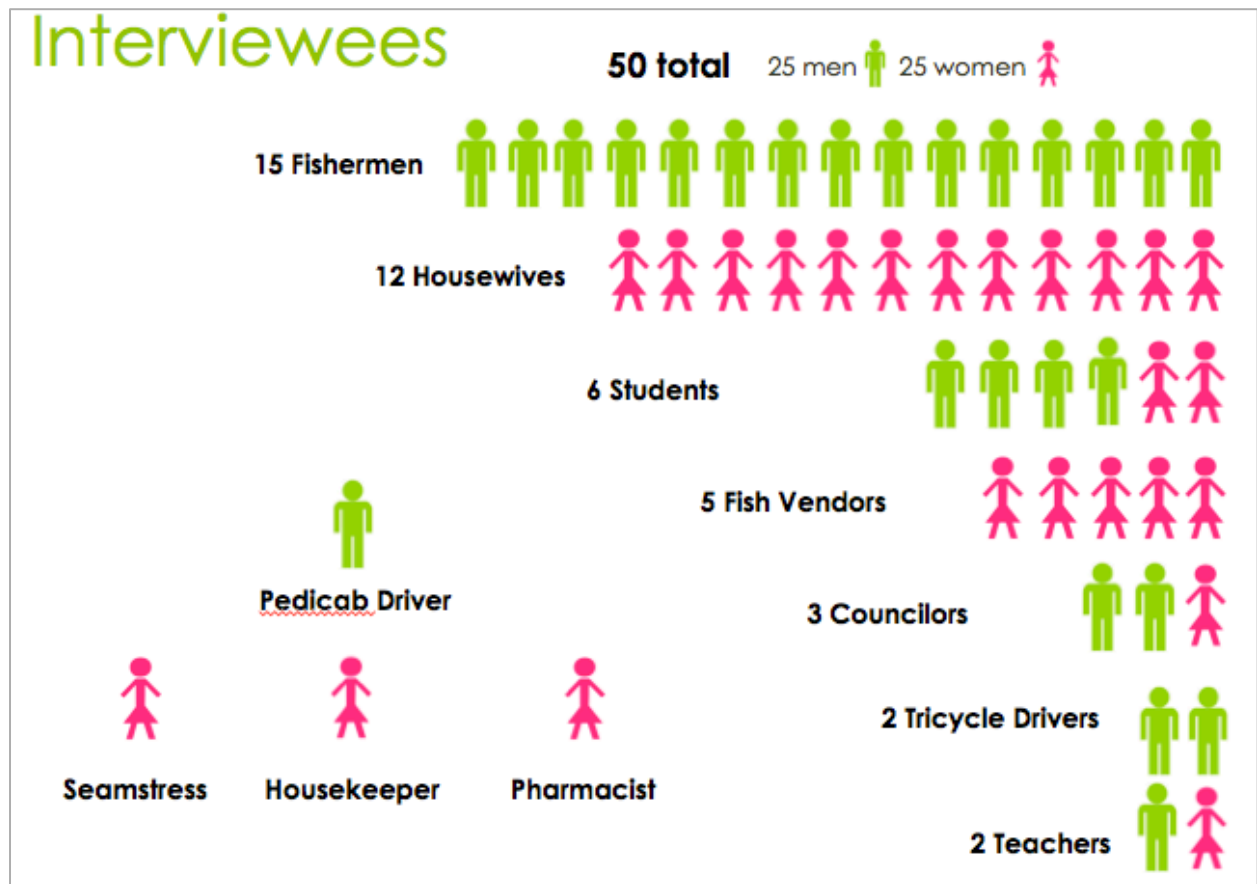 Interviewees
50 total 25 men 25 women
15 Fishermen
12 Housewives
6 Students
5 Fish Vendors
Pedicab Driver
3 Councilors
2 Tricycle Drivers
Seamstress Housekeeper Pharmacist
2 Teachers